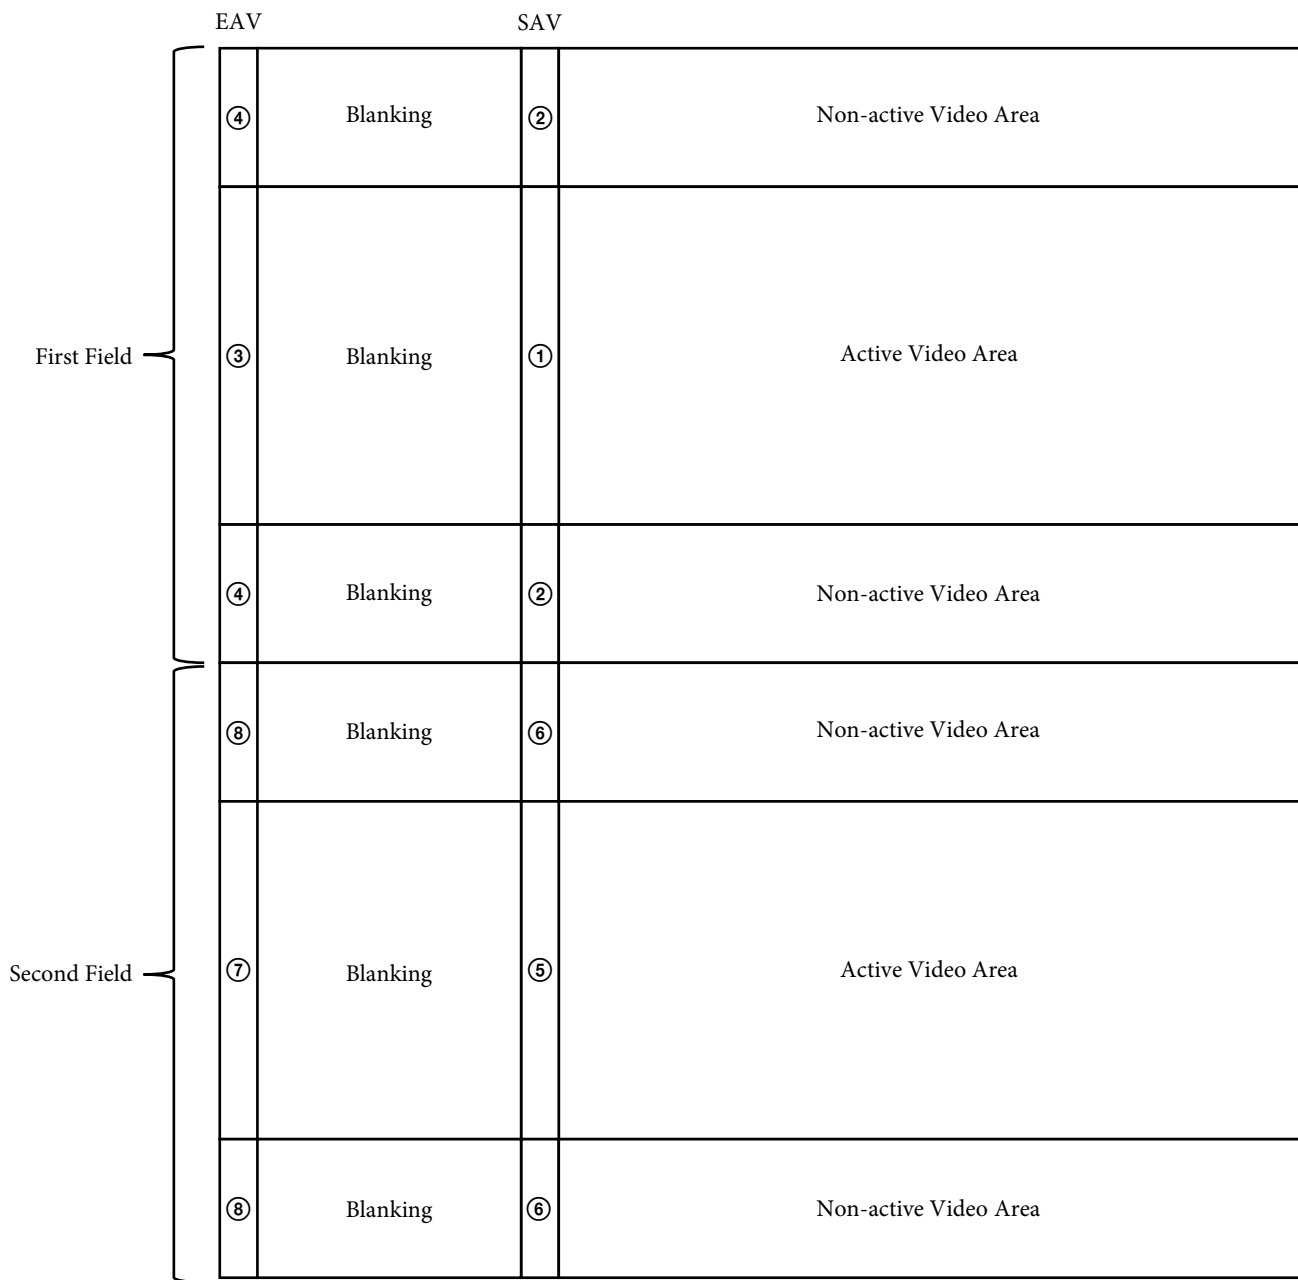 EAV SAV
④ Blanking ② Non-active Video Area
First Field ③ Blanking ① Active Video Area
④ Blanking ② Non-active Video Area
⑧ Blanking ⑥ Non-active Video Area
Second Field ⑦ Blanking ⑤ Active Video Area
⑧ Blanking ⑥ Non-active Video Area